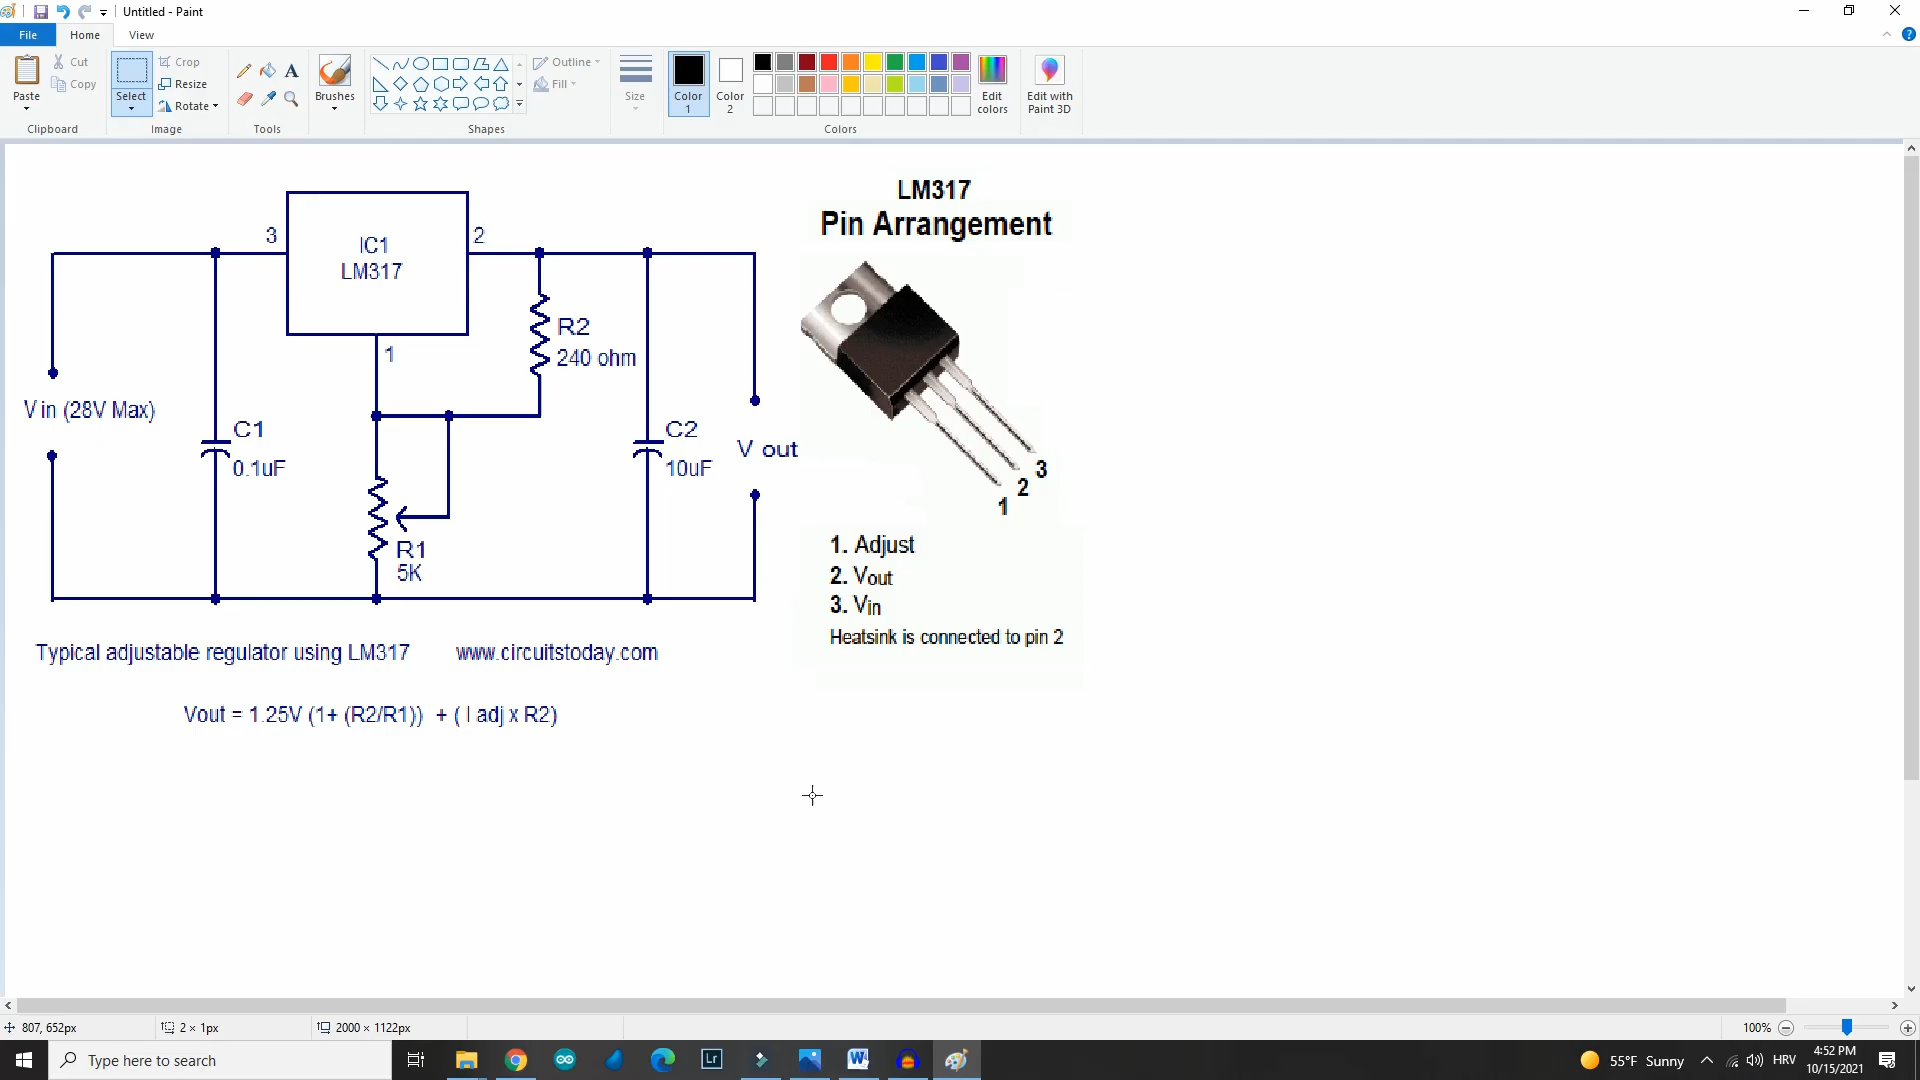 Untitled - Paint
File Home View
Paste
Cut
Copy
Clipboard
Select
Crop
Resize
Rotate
Image
A
Tools
Brushes
Outline
Fill
Shapes
Size
Color 1
Color 2
Edit colors
Colors
Edit with Paint 3D
3
IC1
LM317
2
1
R2
240 ohm
V in (28V Max)
C1
0.1uF
R1
5K
C2
10uF
V out
Typical adjustable regulator using LM317 www.circuitstoday.com
Vout = 1.25V (1+ (R2/R1)) + ( I adj x R2)
LM317
Pin Arrangement
3
2
1
1. Adjust
2. Vout
3. Vin
Heatsink is connected to pin 2
807, 652px
2 × 1px
2000 × 1122px
100%
Type here to search
Lr
W
55°F Sunny
HRV
4:52 PM
10/15/2021